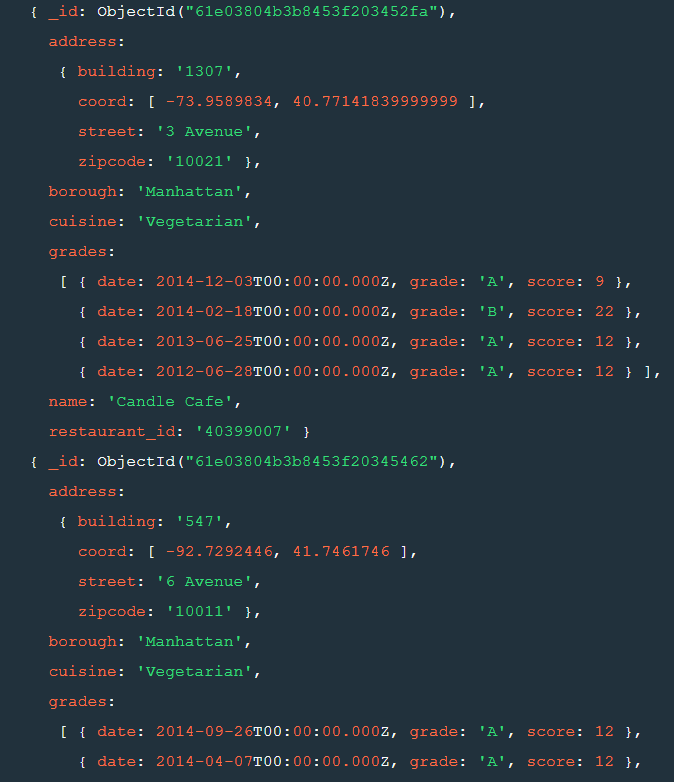 { _id: ObjectId("61e03804b3b8453f203452fa"),
address:
{ building: '1307',
coord: [ -73.9589834, 40.77141839999999 ],
street: '3 Avenue',
zipcode: '10021' },
borough: 'Manhattan',
cuisine: 'Vegetarian',
grades:
[ { date: 2014-12-03T00:00:00.000Z, grade: 'A', score: 9 },
{ date: 2014-02-18T00:00:00.000Z, grade: 'B', score: 22 },
{ date: 2013-06-25T00:00:00.000Z, grade: 'A', score: 12 },
{ date: 2012-06-28T00:00:00.000Z, grade: 'A', score: 12 } ],
name: 'Candle Cafe',
restaurant_id: '40399007' }
{ _id: ObjectId("61e03804b3b8453f20345462"),
address:
{ building: '547',
coord: [ -92.7292446, 41.7461746 ],
street: '6 Avenue',
zipcode: '10011' },
borough: 'Manhattan',
cuisine: 'Vegetarian',
grades:
[ { date: 2014-09-26T00:00:00.000Z, grade: 'A', score: 12 },
{ date: 2014-04-07T00:00:00.000Z, grade: 'A', score: 12 },